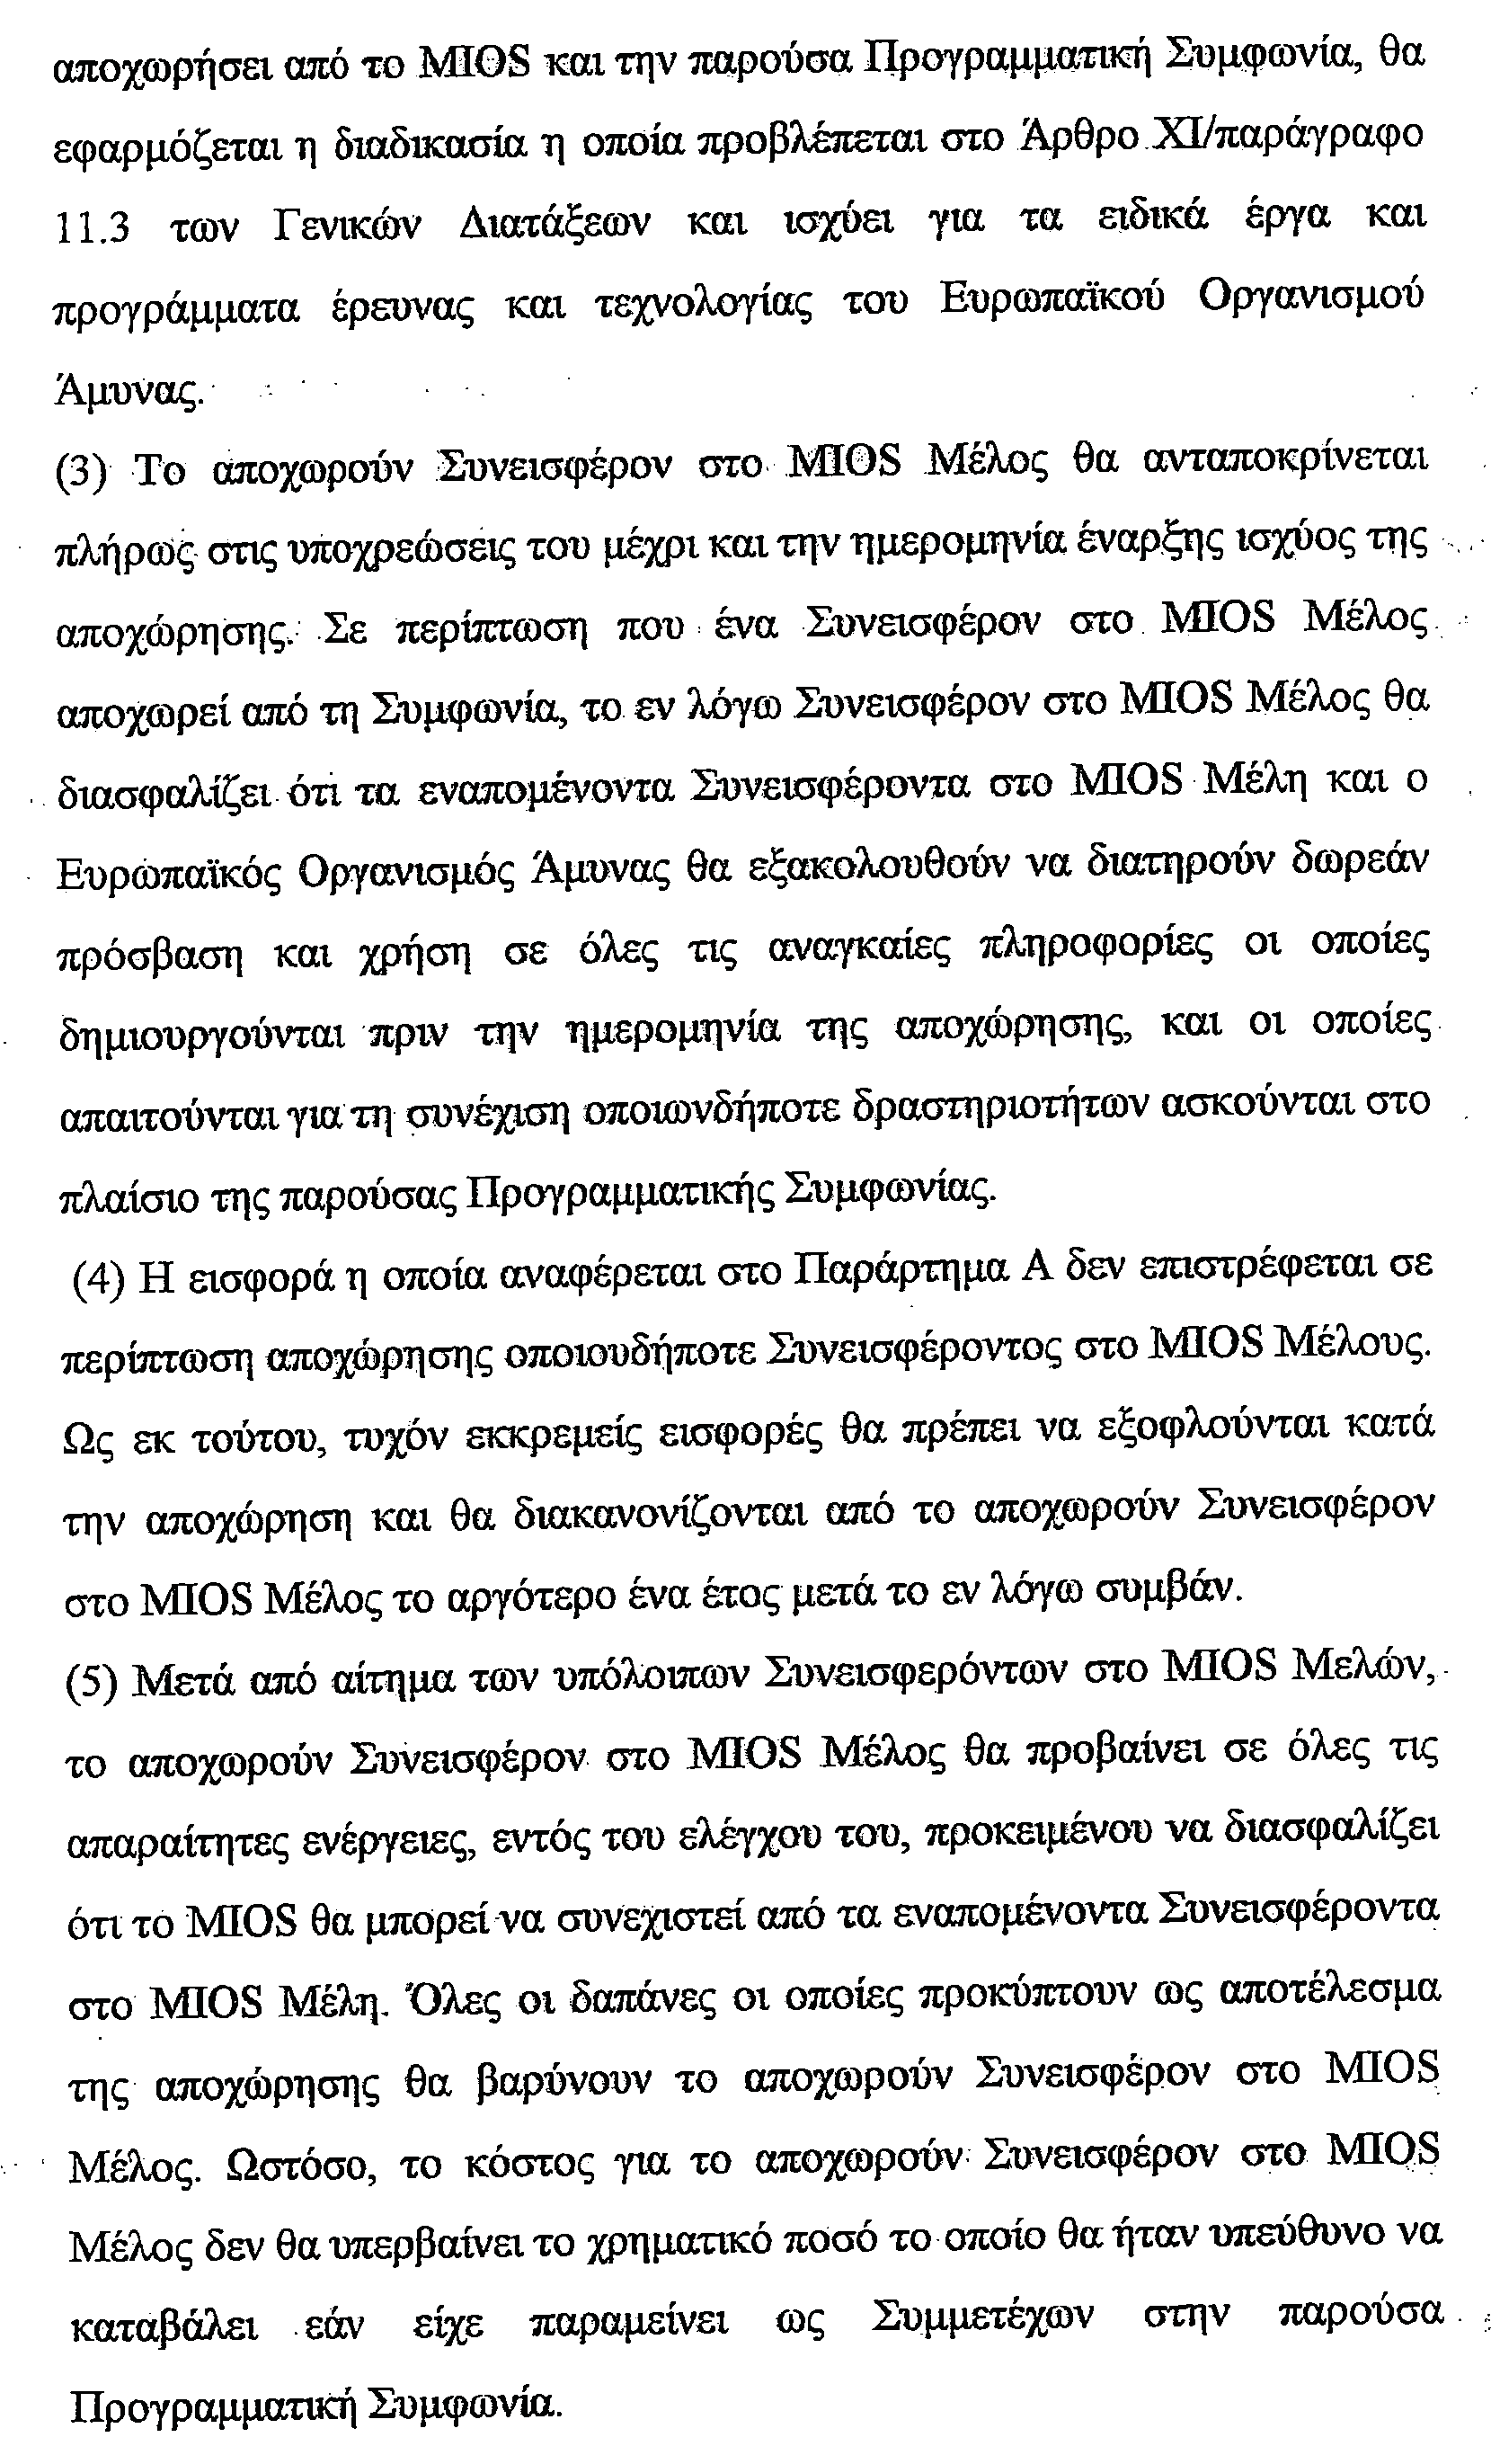 αποχωρήσει από το MIOS και την παρούσα Προγραμματική Συμφωνία, θα
εφαρμόζεται η διαδικασία η οποία προβλέπεται στο Άρθρο XI/παράγραφο
11.3 των Γενικών Διατάξεων και ισχύει για τα ειδικά έργα και
προγράμματα έρευνας και τεχνολογίας του Ευρωπαϊκού Οργανισμού
Άμυνας.
(3) Το αποχωρούν Συνεισφέρον στο MIOS Μέλος θα ανταποκρίνεται
πλήρως στις υποχρεώσεις του μέχρι και την ημερομηνία έναρξης ισχύος της
αποχώρησης. Σε περίπτωση που ένα Συνεισφέρον στο MIOS Μέλος
αποχωρεί από τη Συμφωνία, το εν λόγω Συνεισφέρον στο MIOS Μέλος θα
διασφαλίζει ότι τα εναπομένοντα Συνεισφέροντα στο MIOS Μέλη και ο
Ευρωπαϊκός Οργανισμός Άμυνας θα εξακολουθούν να διατηρούν δωρεάν
πρόσβαση και χρήση σε όλες τις αναγκαίες πληροφορίες οι οποίες
δημιουργούνται πριν την ημερομηνία της αποχώρησης, και οι οποίες
απαιτούνται για τη συνέχιση οποιωνδήποτε δραστηριοτήτων ασκούνται στο
πλαίσιο της παρούσας Προγραμματικής Συμφωνίας.
(4) Η εισφορά η οποία αναφέρεται στο Παράρτημα Α δεν επιστρέφεται σε
περίπτωση αποχώρησης οποιουδήποτε Συνεισφέροντος στο MIOS Μέλους.
Ως εκ τούτου, τυχόν εκκρεμείς εισφορές θα πρέπει να εξοφλούνται κατά
την αποχώρηση και θα διακανονίζονται από το αποχωρούν Συνεισφέρον
στο MIOS Μέλος το αργότερο ένα έτος μετά το εν λόγω συμβάν.
(5) Μετά από αίτημα των υπόλοιπων Συνεισφερόντων στο MIOS Μελών,
το αποχωρούν Συνεισφέρον στο MIOS Μέλος θα προβαίνει σε όλες τις
απαραίτητες ενέργειες, εντός του ελέγχου του, προκειμένου να διασφαλίζει
ότι το MIOS θα μπορεί να συνεχιστεί από τα εναπομένοντα Συνεισφέροντα
στο MIOS Μέλη. Όλες οι δαπάνες οι οποίες προκύπτουν ως αποτέλεσμα
της αποχώρησης θα βαρύνουν το αποχωρούν Συνεισφέρον στο MIOS
Μέλος. Ωστόσο, το κόστος για το αποχωρούν Συνεισφέρον στο MIOS
Μέλος δεν θα υπερβαίνει το χρηματικό ποσό το οποίο θα ήταν υπεύθυνο να
καταβάλει εάν είχε παραμείνει ως Συμμετέχων στην παρούσα
Προγραμματική Συμφωνία.